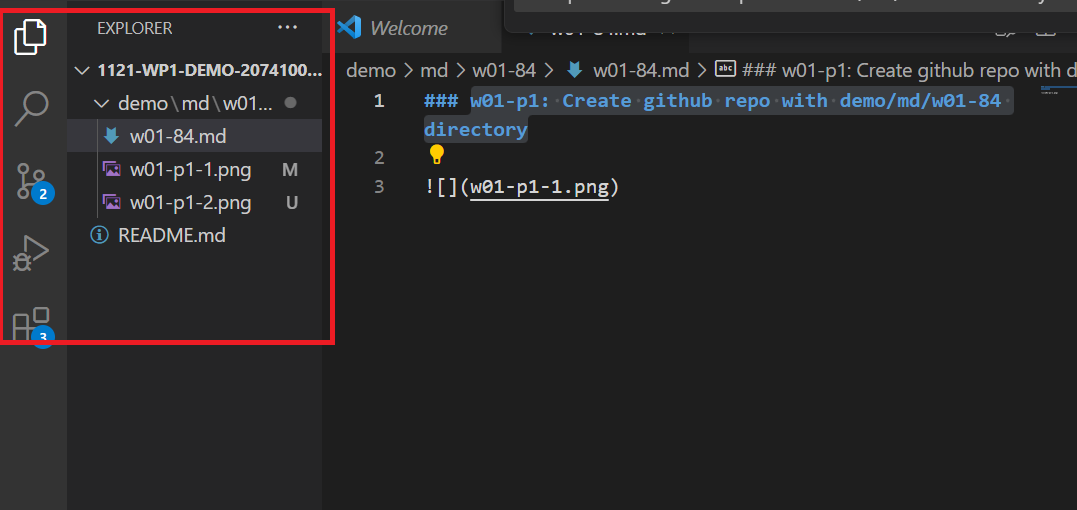 EXPLORER ···
Welcome
1121-WP1-DEMO-2074100...
demo\md\w01...
w01-84.md
w01-p1-1.png M
w01-p1-2.png U
README.md
2
3
demo > md > w01-84 > w01-84.md > ### w01-p1: Create github repo with d
1 ### w01-p1: Create github repo with demo/md/w01-84
directory
2
3 ![](w01-p1-1.png)